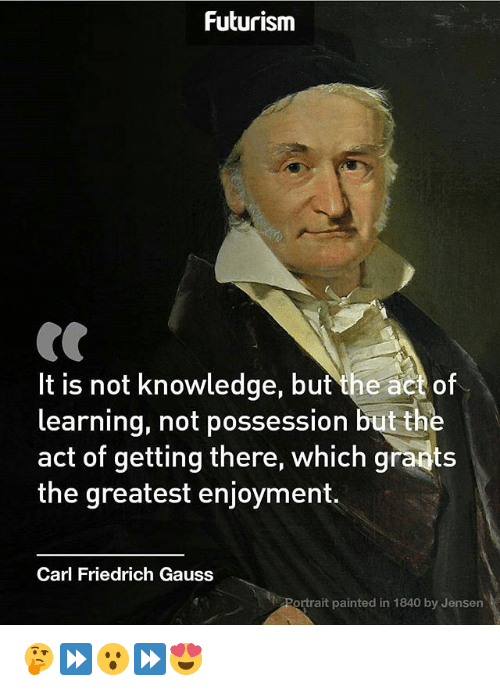 Futurism
It is not knowledge, but the act of
learning, not possession but the
act of getting there, which grants
the greatest enjoyment.
Carl Friedrich Gauss
Portrait painted in 1840 by Jensen